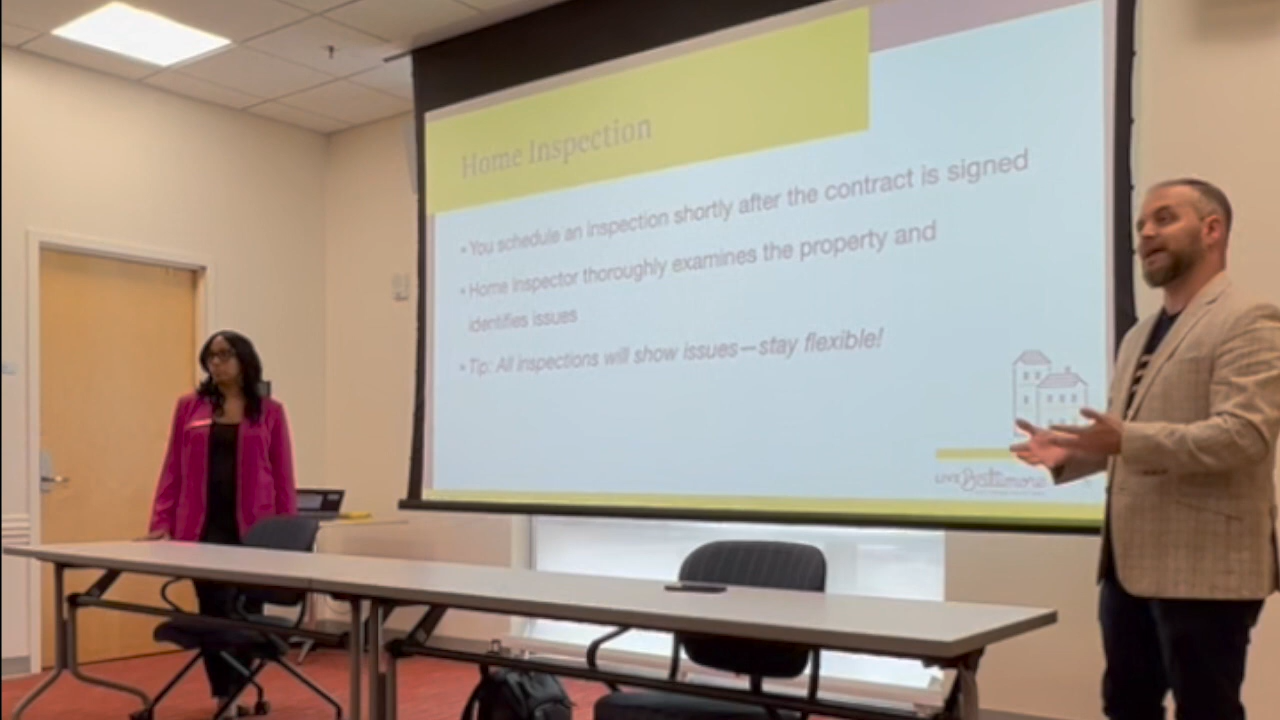 Home Inspection
• You schedule an inspection shortly after the contract is signed
• Home inspector thoroughly examines the property and
identifies issues
• Tip: All inspections will show issues—stay flexible!
LIVE Baltimore